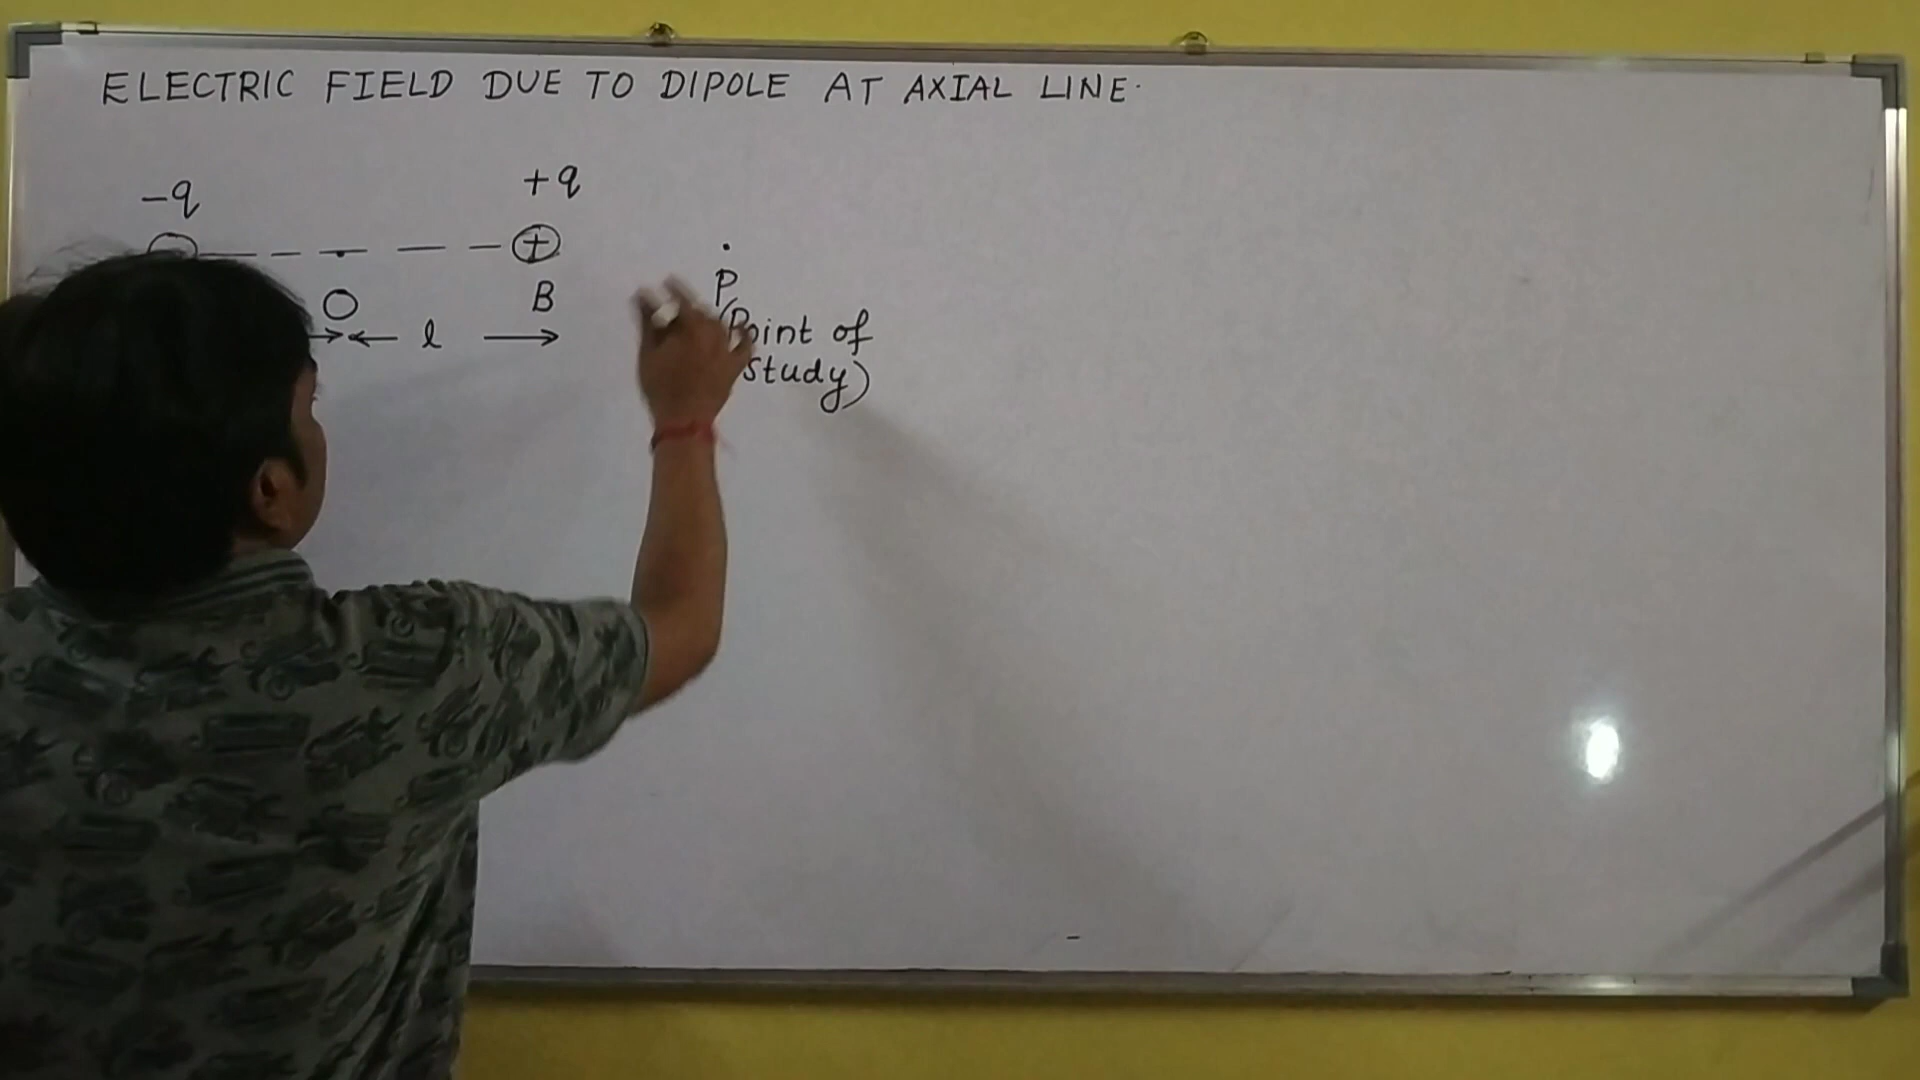 ELECTRIC FIELD DUE TO DIPOLE AT AXIAL LINE.
-q +q
+
O B P
l
(Point of
study)